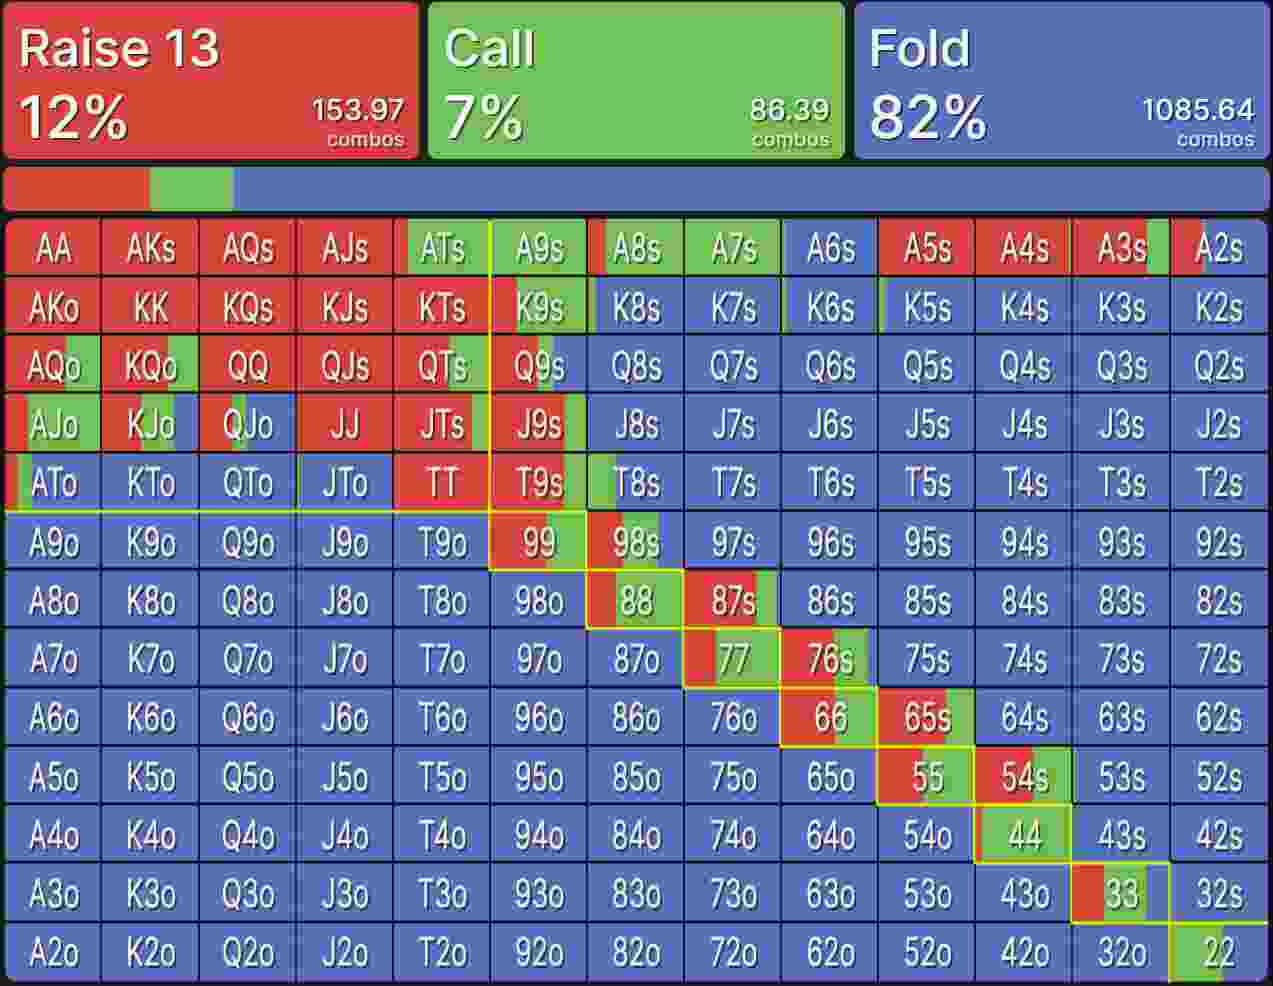 Raise 13 Call Fold
12% 153.97 combos 7% 86.39 combos 82% 1085.64 combos
AA AKs AQs AJs ATs A9s A8s A7s A6s A5s A4s A3s A2s
AKo KK KQs KJs KTs K9s K8s K7s K6s K5s K4s K3s K2s
AQo KQo QQ QJs QTs Q9s Q8s Q7s Q6s Q5s Q4s Q3s Q2s
AJo KJo QJo JJ JTs J9s J8s J7s J6s J5s J4s J3s J2s
ATo KTo QTo JTo TT T9s T8s T7s T6s T5s T4s T3s T2s
A9o K9o Q9o J9o T9o 99 98s 97s 96s 95s 94s 93s 92s
A8o K8o Q8o J8o T8o 98o 88 87s 86s 85s 84s 83s 82s
A7o K7o Q7o J7o T7o 97o 87o 77 76s 75s 74s 73s 72s
A6o K6o Q6o J6o T6o 96o 86o 76o 66 65s 64s 63s 62s
A5o K5o Q5o J5o T5o 95o 85o 75o 65o 55 54s 53s 52s
A4o K4o Q4o J4o T4o 94o 84o 74o 64o 54o 44 43s 42s
A3o K3o Q3o J3o T3o 93o 83o 73o 63o 53o 43o 33 32s
A2o K2o Q2o J2o T2o 92o 82o 72o 62o 52o 42o 32o 22